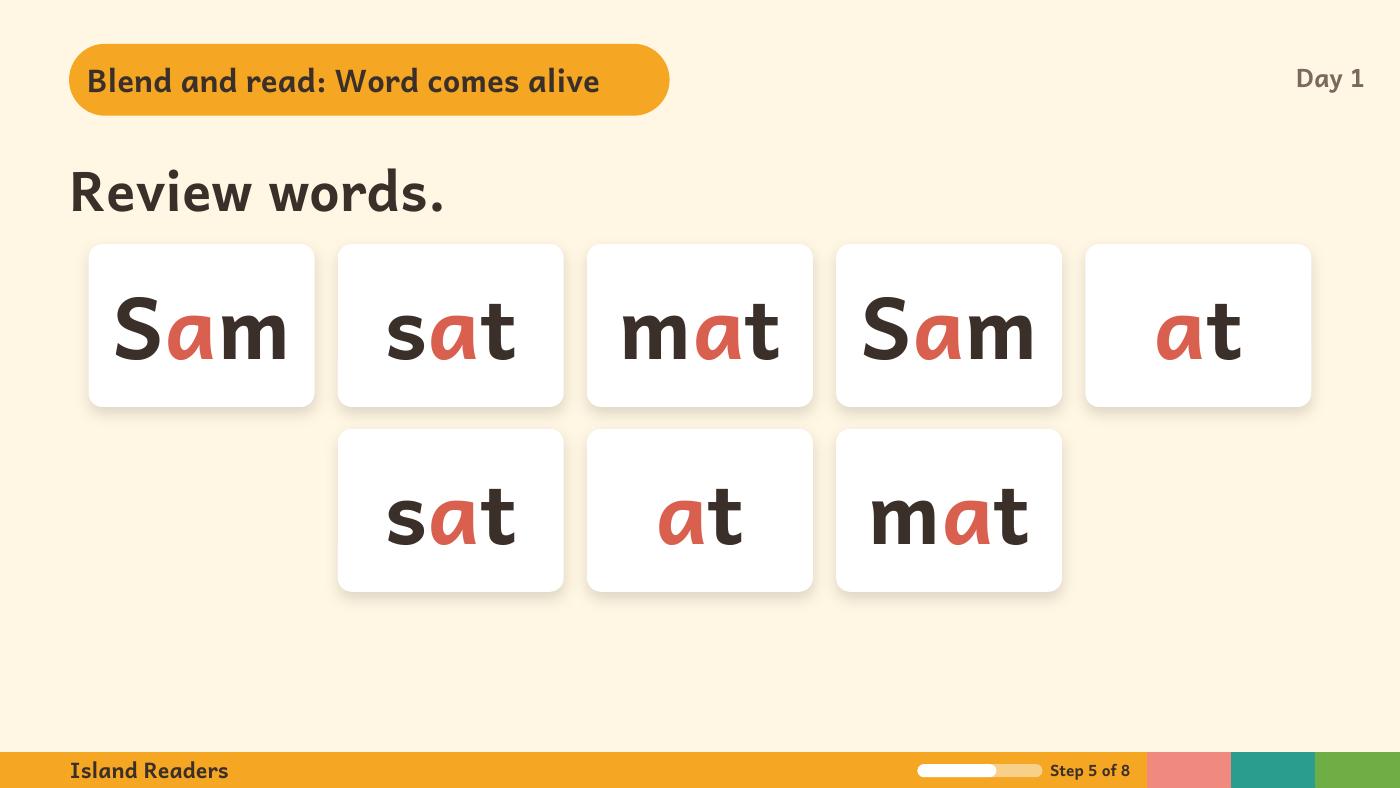 Blend and read: Word comes alive
Day 1
Review words.
Sam sat mat Sam at
sat at mat
Island Readers
Step 5 of 8